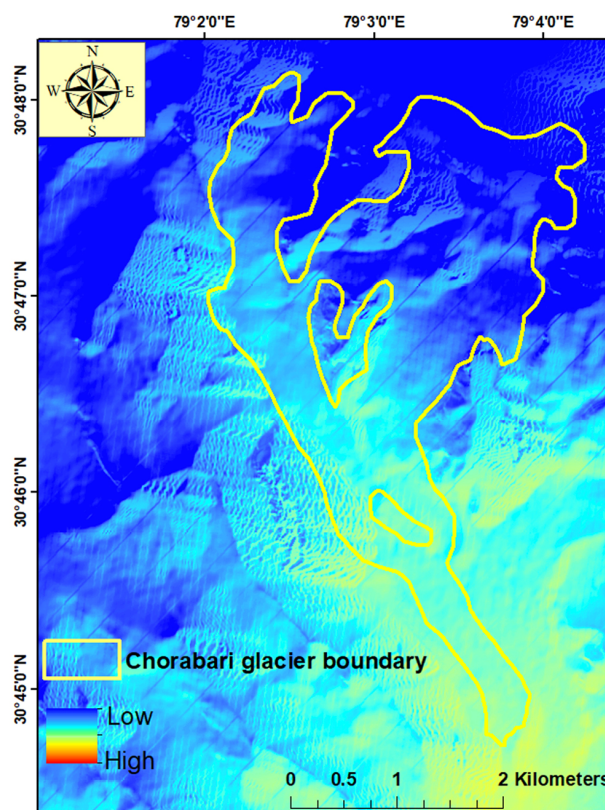 79°2'0"E 79°3'0"E 79°4'0"E
N
W E
S
30°48'0"N
30°47'0"N
30°46'0"N
30°45'0"N
Chorabari glacier boundary
Low
High
0 0.5 1 2 Kilometers